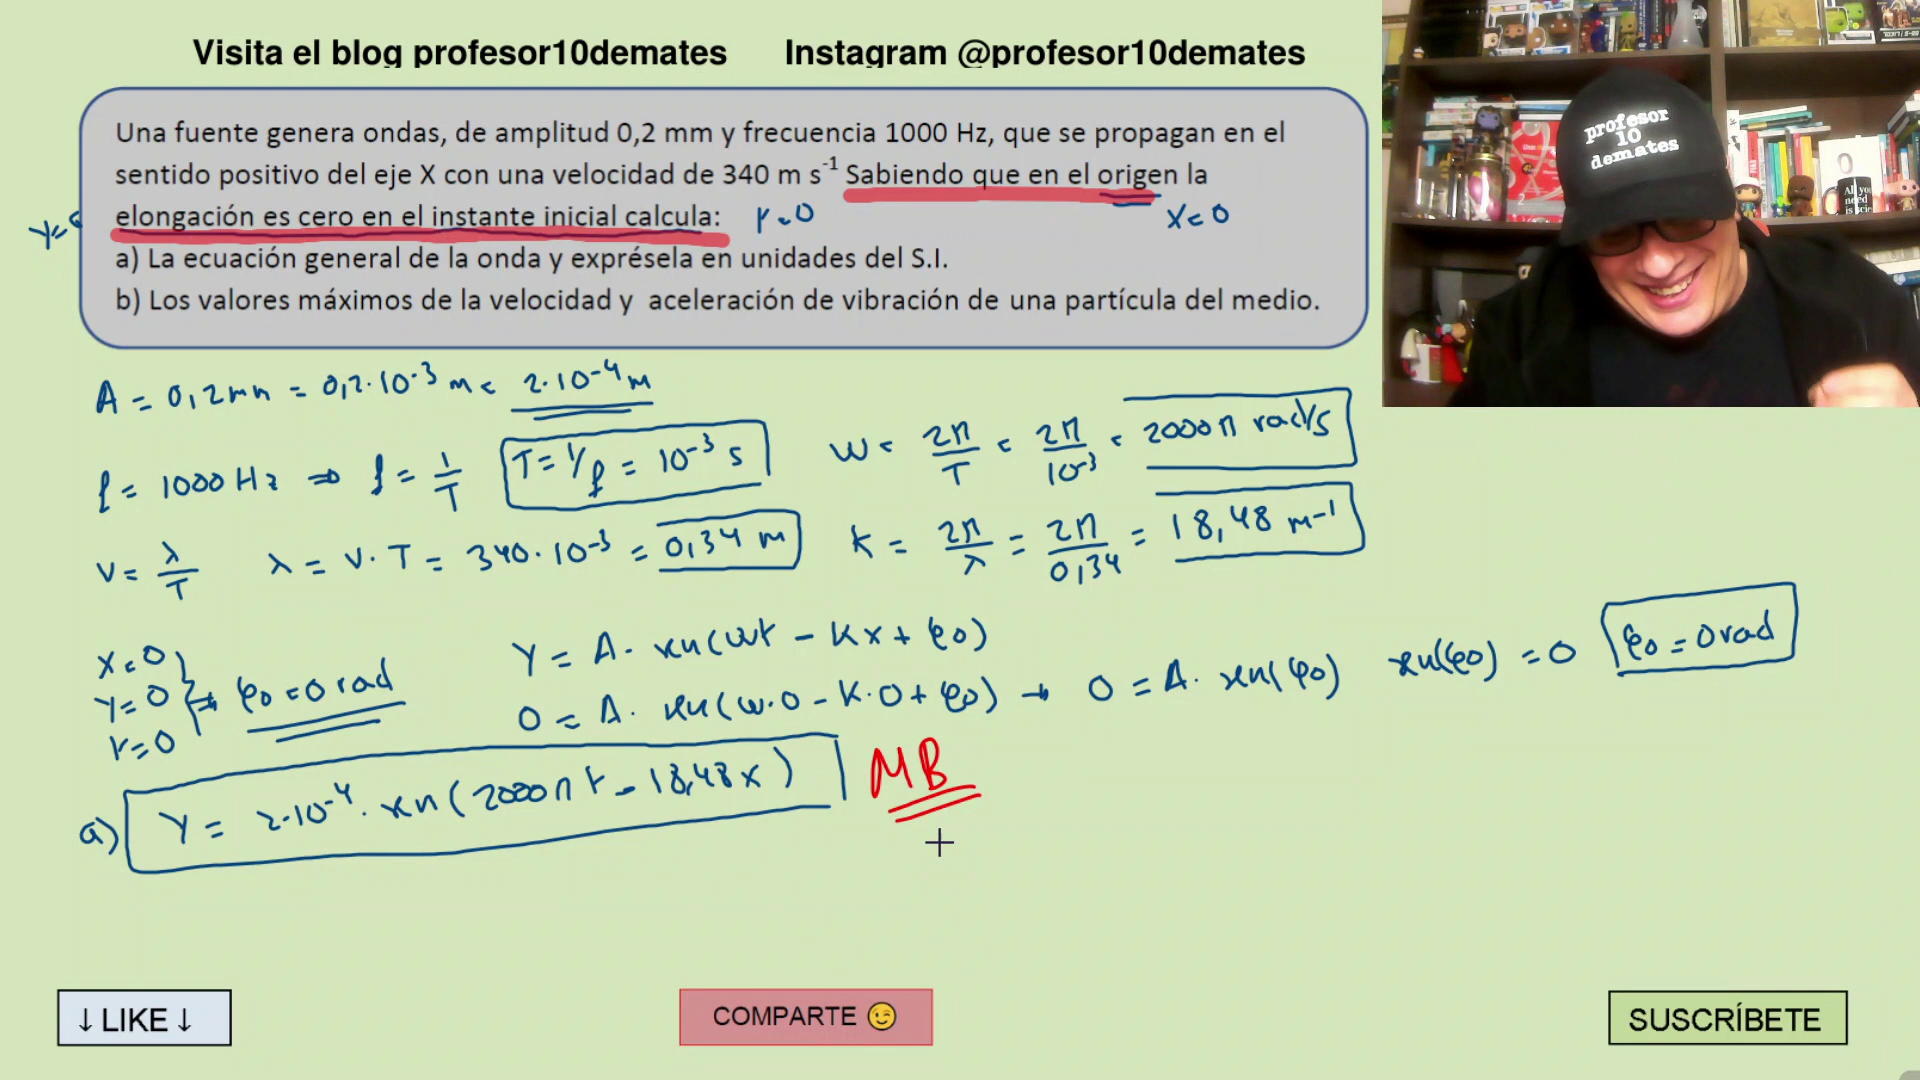 Visita el blog profesor10demates Instagram @profesor10demates
Una fuente genera ondas, de amplitud 0,2 mm y frecuencia 1000 Hz, que se propagan en el
sentido positivo del eje X con una velocidad de 340 m s⁻¹ Sabiendo que en el origen la
elongación es cero en el instante inicial calcula: t=0 x=0
a) La ecuación general de la onda y exprésela en unidades del S.I.
b) Los valores máximos de la velocidad y aceleración de vibración de una partícula del medio.
profesor
10
demates
A = 0,2 mm = 0,2·10⁻³ m = 2·10⁻⁴ m
f = 1000 Hz ⇒ f = 1/T T = 1/f = 10⁻³ s w = 2π/T = 2π/10⁻³ = 2000π rad/s
v = λ/T λ = v·T = 340·10⁻³ = 0,34 m k = 2π/λ = 2π/0,34 = 18,48 m⁻¹
x=0
y=0 ⇒ φ₀ = 0 rad
t=0
y = A·sen(wt - kx + φ₀)
0 = A·sen(w·0 - k·0 + φ₀) → 0 = A·sen(φ₀) sen(φ₀) = 0 φ₀ = 0 rad
a) y = 2·10⁻⁴·sen(2000πt - 18,48x) MB
↓ LIKE ↓ COMPARTE 😉 SUSCRÍBETE